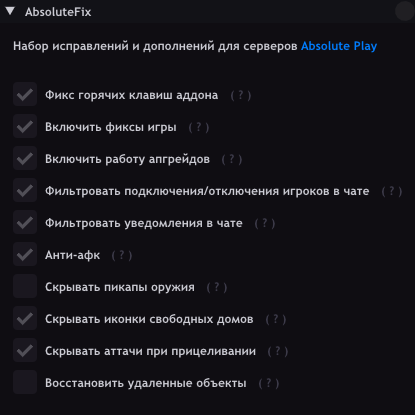 AbsoluteFix
Набор исправлений и дополнений для серверов Absolute Play
Фикс горячих клавиш аддона ( ? )
Включить фиксы игры ( ? )
Включить работу апгрейдов ( ? )
Фильтровать подключения/отключения игроков в чате ( ? )
Фильтровать уведомления в чате ( ? )
Анти-афк ( ? )
Скрывать пикапы оружия ( ? )
Скрывать иконки свободных домов ( ? )
Скрывать аттачи при прицеливании ( ? )
Восстановить удаленные объекты ( ? )